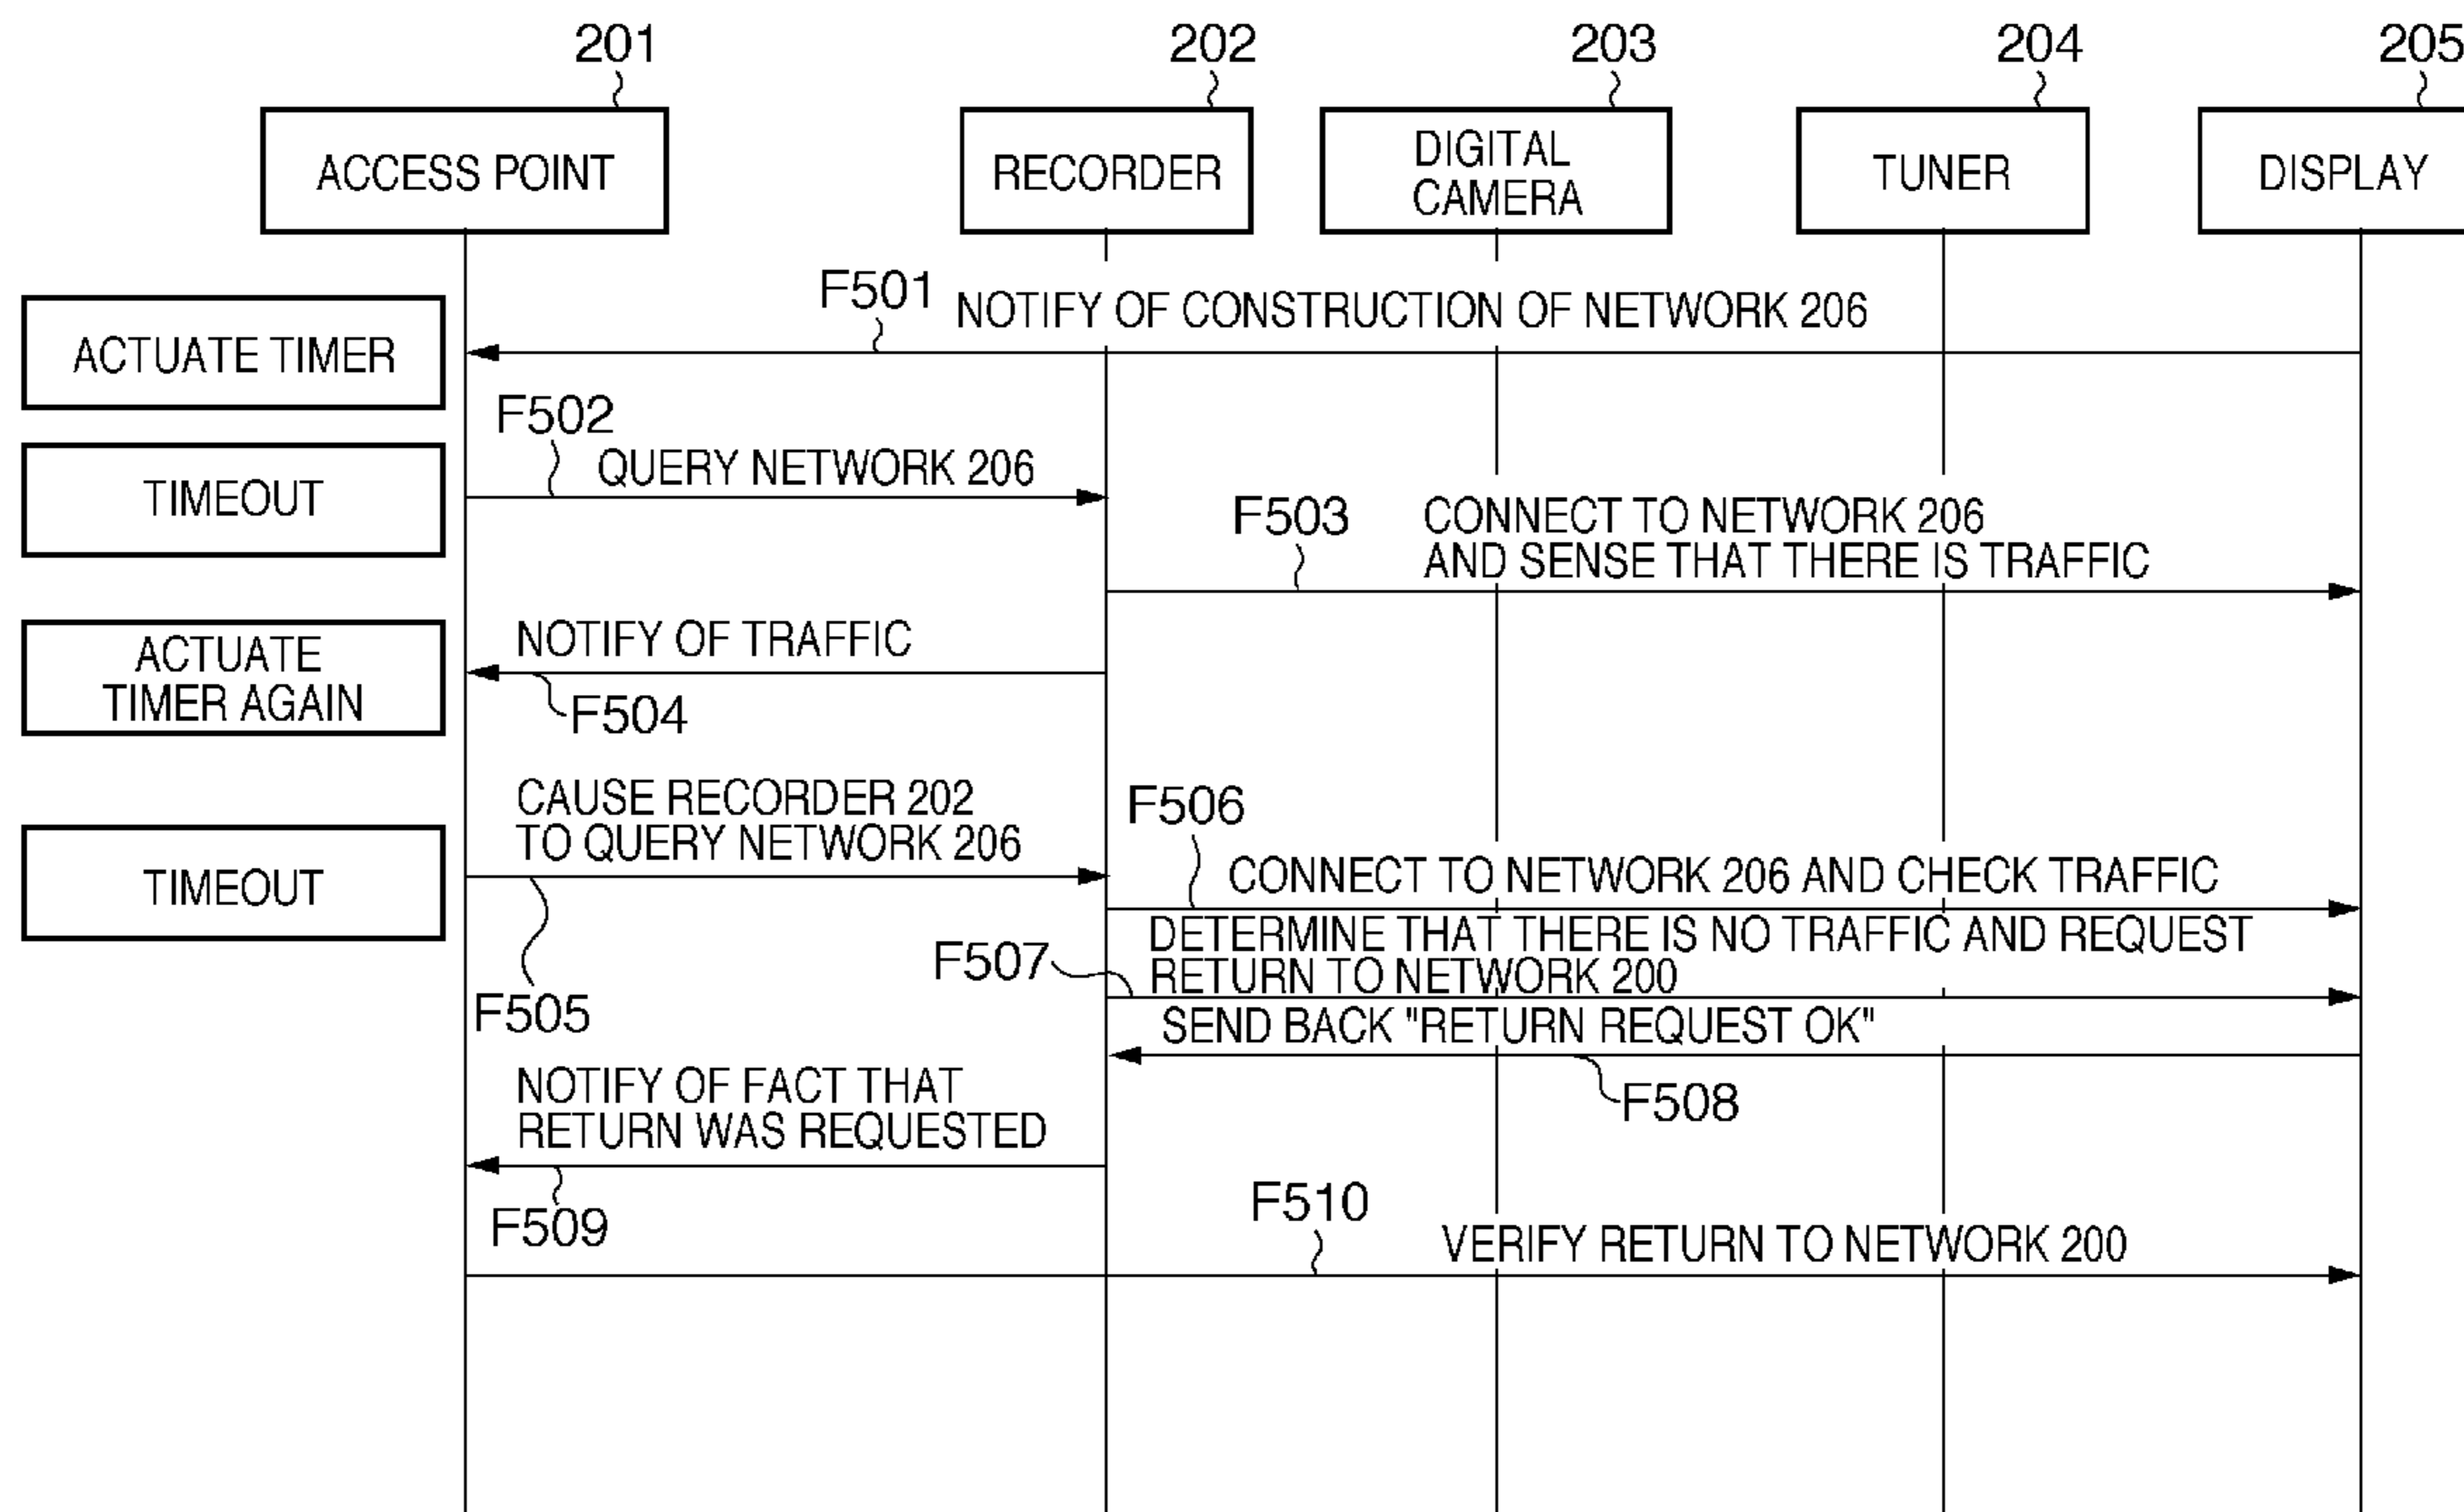 201
202
203
204
205
ACCESS POINT
RECORDER
DIGITAL
CAMERA
TUNER
DISPLAY
F501
NOTIFY OF CONSTRUCTION OF NETWORK 206
ACTUATE TIMER
F502
QUERY NETWORK 206
TIMEOUT
F503
CONNECT TO NETWORK 206
AND SENSE THAT THERE IS TRAFFIC
NOTIFY OF TRAFFIC
ACTUATE
TIMER AGAIN
F504
CAUSE RECORDER 202
TO QUERY NETWORK 206
TIMEOUT
F505
F506
CONNECT TO NETWORK 206 AND CHECK TRAFFIC
F507
DETERMINE THAT THERE IS NO TRAFFIC AND REQUEST
RETURN TO NETWORK 200
SEND BACK "RETURN REQUEST OK"
F508
NOTIFY OF FACT THAT
RETURN WAS REQUESTED
F509
F510
VERIFY RETURN TO NETWORK 200